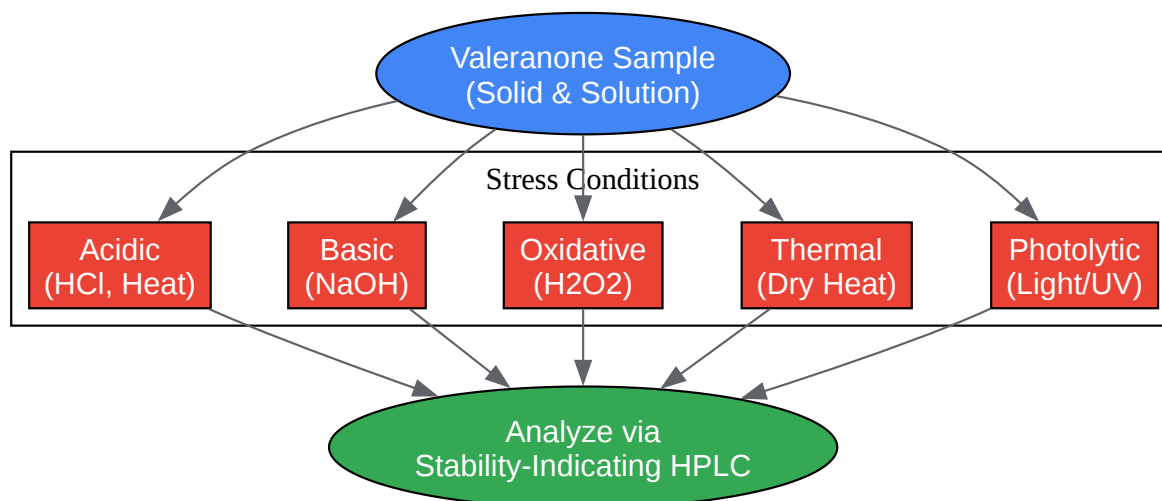 Valeranone Sample
(Solid & Solution)
Stress Conditions
Acidic
(HCl, Heat)
Basic
(NaOH)
Oxidative
(H2O2)
Thermal
(Dry Heat)
Photolytic
(Light/UV)
Analyze via
Stability-Indicating HPLC